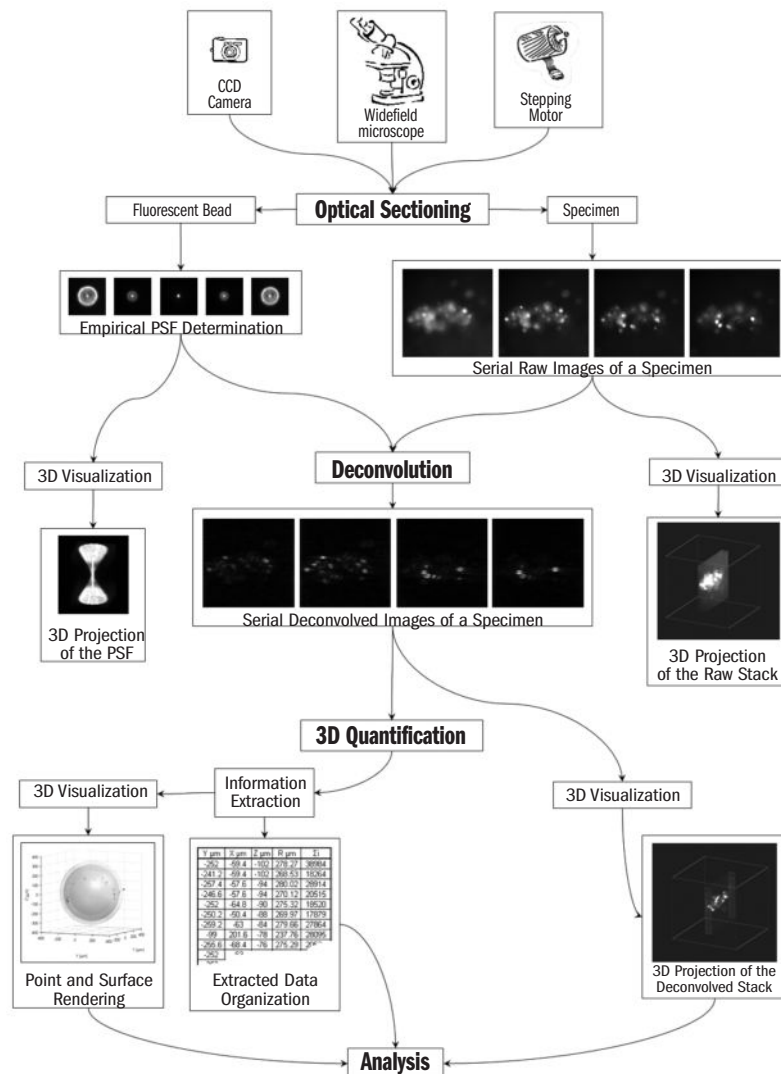 CCD
Camera
Widefield
microscope
Stepping
Motor
Optical Sectioning
Fluorescent Bead
Specimen
Empirical PSF Determination
Serial Raw Images of a Specimen
3D Visualization
Deconvolution
3D Visualization
3D Projection
of the PSF
Serial Deconvolved Images of a Specimen
3D Projection
of the Raw Stack
3D Quantification
3D Visualization
Information
Extraction
3D Visualization
Y µm X µm Z µm R µm Σi
-252 -59.4 -102 278.27 38984
-241.2 -59.4 -102 268.53 18264
-257.4 -57.6 -94 280.02 28914
-246.6 -57.6 -94 270.12 20515
-252 -64.8 -90 275.32 18520
-250.2 -50.4 -88 269.97 17879
-259.2 -63 -84 279.66 27864
-99 201.6 -78 237.76 28095
-255.6 -68.4 -76 275.29
-252
Point and Surface
Rendering
Extracted Data
Organization
3D Projection of the
Deconvolved Stack
Analysis